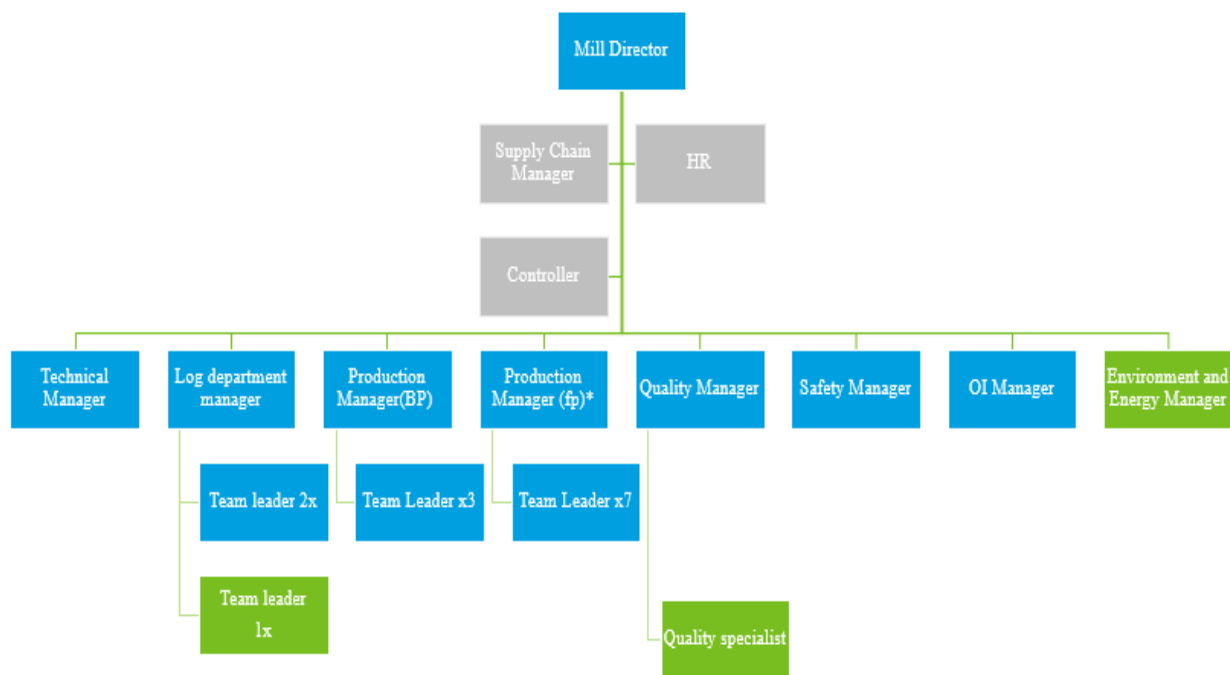 Mill Director
Supply Chain
Manager
HR
Controller
Technical
Manager
Log department
manager
Production
Manager(BP)
Production
Manager (fp)*
Quality Manager
Safety Manager
OI Manager
Environment and
Energy Manager
Team leader 2x
Team Leader x3
Team Leader x7
Team leader
1x
Quality specialist